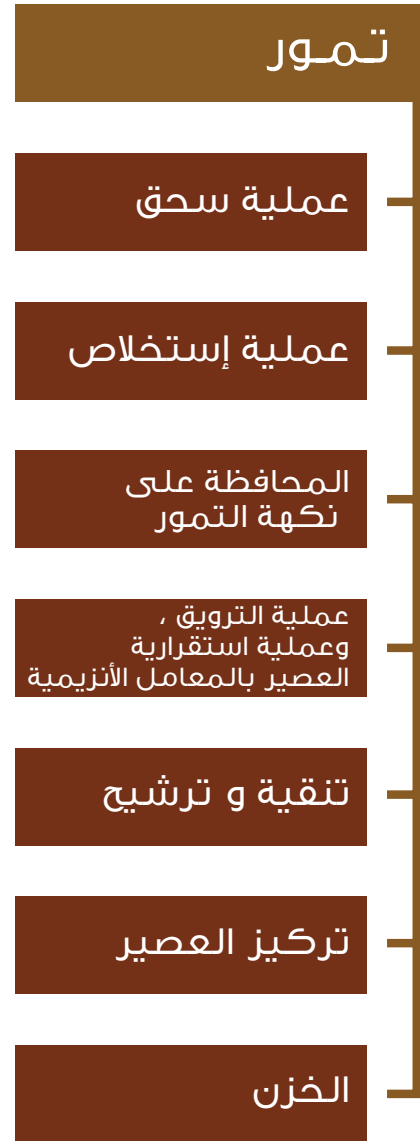 تمور
عملية سحق
عملية إستخلاص
المحافظة على
نكهة التمور
عملية الترويق ،
وعملية استقرارية
العصير بالمعامل الأنزيمية
تنقية و ترشيح
تركيز العصير
الخزن